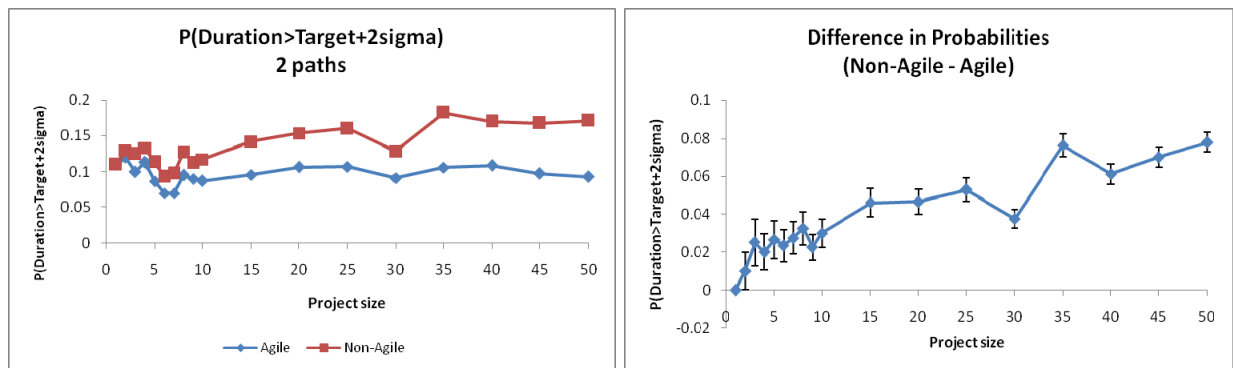 P(Duration>Target+2sigma)
2 paths
P(Duration>Target+2sigma)
0.2
0.15
0.1
0.05
0
0 5 10 15 20 25 30 35 40 45 50
Project size
Agile Non-Agile
Difference in Probabilities
(Non-Agile - Agile)
P(Duration>Target+2sigma)
0.1
0.08
0.06
0.04
0.02
0
-0.02
0 5 10 15 20 25 30 35 40 45 50
Project size